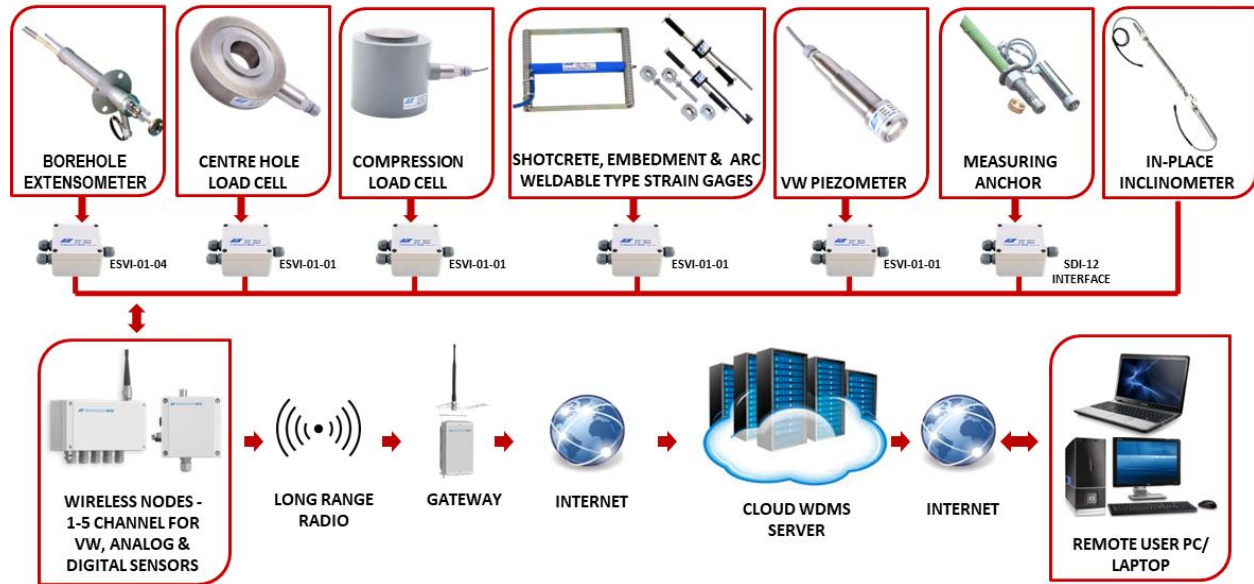 BOREHOLE
EXTENSOMETER
CENTRE HOLE
LOAD CELL
COMPRESSION
LOAD CELL
SHOTCRETE, EMBEDMENT & ARC
WELDABLE TYPE STRAIN GAGES
VW PIEZOMETER
MEASURING
ANCHOR
IN-PLACE
INCLINOMETER
ESVI-01-04
ESVI-01-01
ESVI-01-01
ESVI-01-01
ESVI-01-01
SDI-12
INTERFACE
WIRELESS NODES -
1-5 CHANNEL FOR
VW, ANALOG &
DIGITAL SENSORS
LONG RANGE
RADIO
GATEWAY
INTERNET
CLOUD WDMS
SERVER
INTERNET
REMOTE USER PC/
LAPTOP